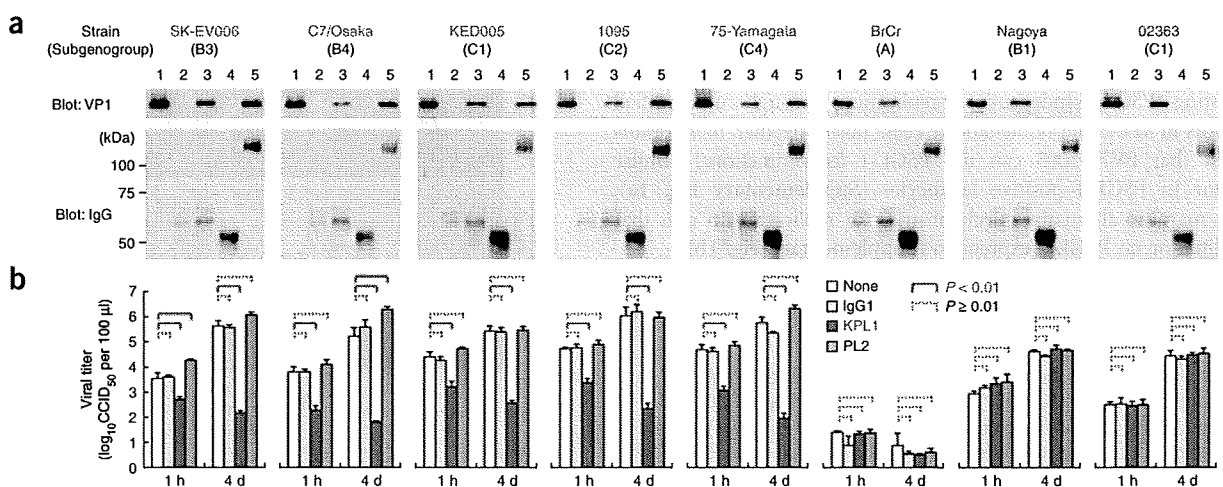 a
Strain SK-EV006 C7/Osaka KED005 1095 75-Yamagata BrCr Nagoya 02363
(Subgenogroup) (B3) (B4) (C1) (C2) (C4) (A) (B1) (C1)
1 2 3 4 5 1 2 3 4 5 1 2 3 4 5 1 2 3 4 5 1 2 3 4 5 1 2 3 4 5 1 2 3 4 5 1 2 3 4 5
Blot: VP1
(kDa)
100
75
Blot: IgG
50
b
Viral titer
(log10CCID50 per 100 µl)
7
6
5
4
3
2
1
0
None
IgG1
KPL1
PL2
P < 0.01
P ≥ 0.01
1 h 4 d 1 h 4 d 1 h 4 d 1 h 4 d 1 h 4 d 1 h 4 d 1 h 4 d 1 h 4 d